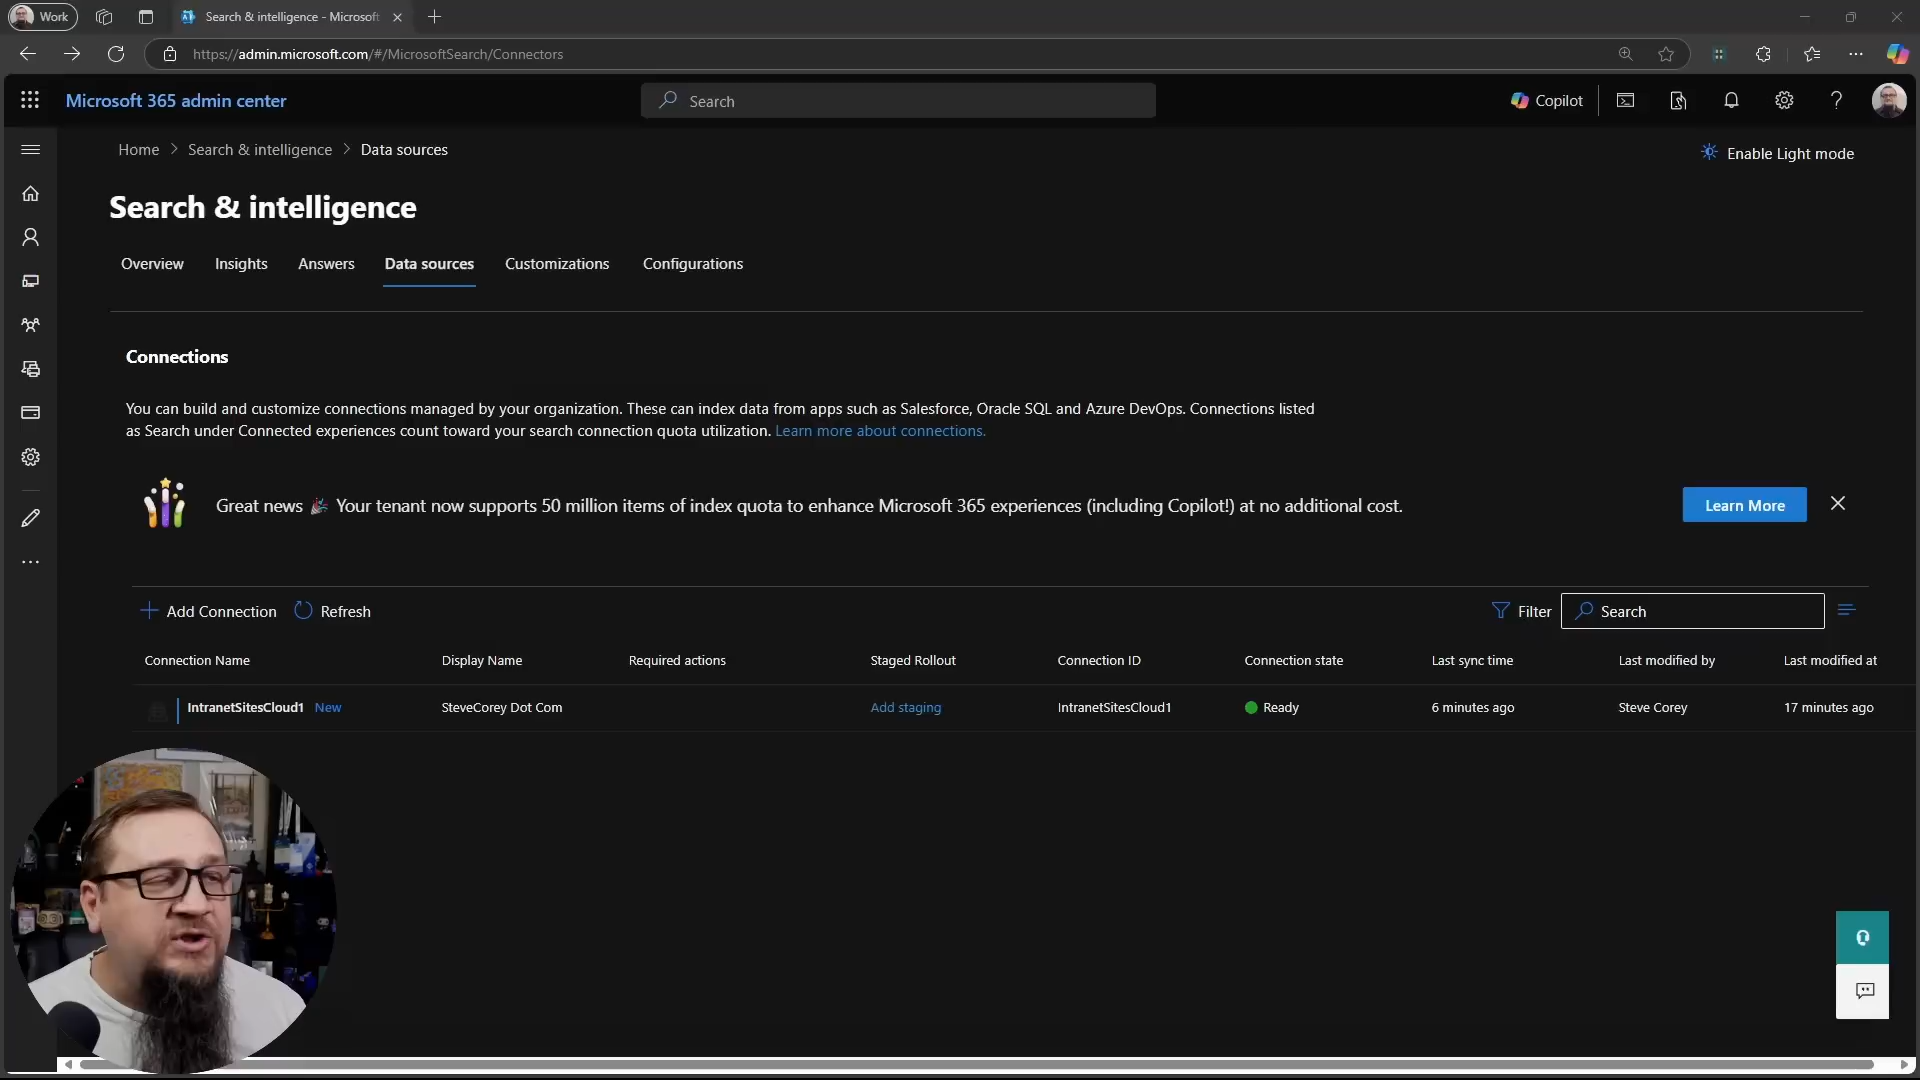 Work
Search & intelligence - Microsoft
https://admin.microsoft.com/#/MicrosoftSearch/Connectors
Microsoft 365 admin center
Search
Copilot
Home > Search & intelligence > Data sources
Enable Light mode
Search & intelligence
Overview Insights Answers Data sources Customizations Configurations
Connections
You can build and customize connections managed by your organization. These can index data from apps such as Salesforce, Oracle SQL and Azure DevOps. Connections listed
as Search under Connected experiences count toward your search connection quota utilization. Learn more about connections.
Great news 🎉 Your tenant now supports 50 million items of index quota to enhance Microsoft 365 experiences (including Copilot!) at no additional cost.
Learn More
Add Connection Refresh Filter Search
Connection Name Display Name Required actions Staged Rollout Connection ID Connection state Last sync time Last modified by Last modified at
IntranetSitesCloud1 New SteveCorey Dot Com Add staging IntranetSitesCloud1 Ready 6 minutes ago Steve Corey 17 minutes ago